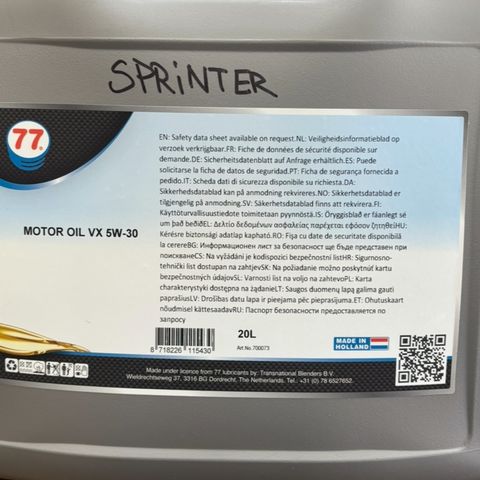 SPRiNTER
77
MOTOR OIL VX 5W-30
EN: Safety data sheet available on request.NL: Veiligheidsinformatieblad op
verzoek verkrijgbaar.FR: Fiche de données de sécurité disponible sur
demande.DE: Sicherheitsdatenblatt auf Anfrage erhältlich.ES: Puede
solicitarse la ficha de datos de seguridad.PT: Ficha de segurança fornecida a
pedido.IT: Scheda dati di sicurezza disponibile su richiesta.DA:
Sikkerhedsdatablad kan på anmodning rekvireres.NO: Sikkerhetsdatablad er
tilgjengelig på anmodning.SV: Säkerhetsdatablad finns att rekvirera.FI:
Käyttöturvallisuustiedote toimitetaan pyynnöstä.IS: Öryggisblað er fáanlegt sé
um það beðiðEL: Δελτίο δεδομένων ασφαλείας παρέχεται εφόσον ζητηθείHU:
Kérésre biztonsági adatlap kapható.RO: Fişa cu date de securitate disponibilă
la cerereBG: Информационен лист за безопасност ще бъде представен при
поискванеCS: Na vyžádání je k dispozici bezpečnostní listHR: Sigurnosno-
tehnički list dostupan na zahtjevSK: Na požiadanie možno poskytnúť kartu
bezpečnostných údajovSL: Varnosti list na voljo na zahtevoPL: Karta
charakterystyki dostępna na żądanieLT: Saugos duomenų lapą galima gauti
paprašiusLV: Drošības datu lapa ir pieejama pēc pieprasījuma.ET: Ohutuskaart
nõudmisel kättesaadavRU: Паспорт безопасности предоставляется по
запросу
8 718226 115430
20L
Art No.700073
MADE IN
HOLLAND
Made under licence from 77 lubricants by: Transnational Blenders B.V.
Wieldrechtseweg 37, 3316 BG Dordrecht, The Netherlands. Tel.: +31 (0) 78 6527652.